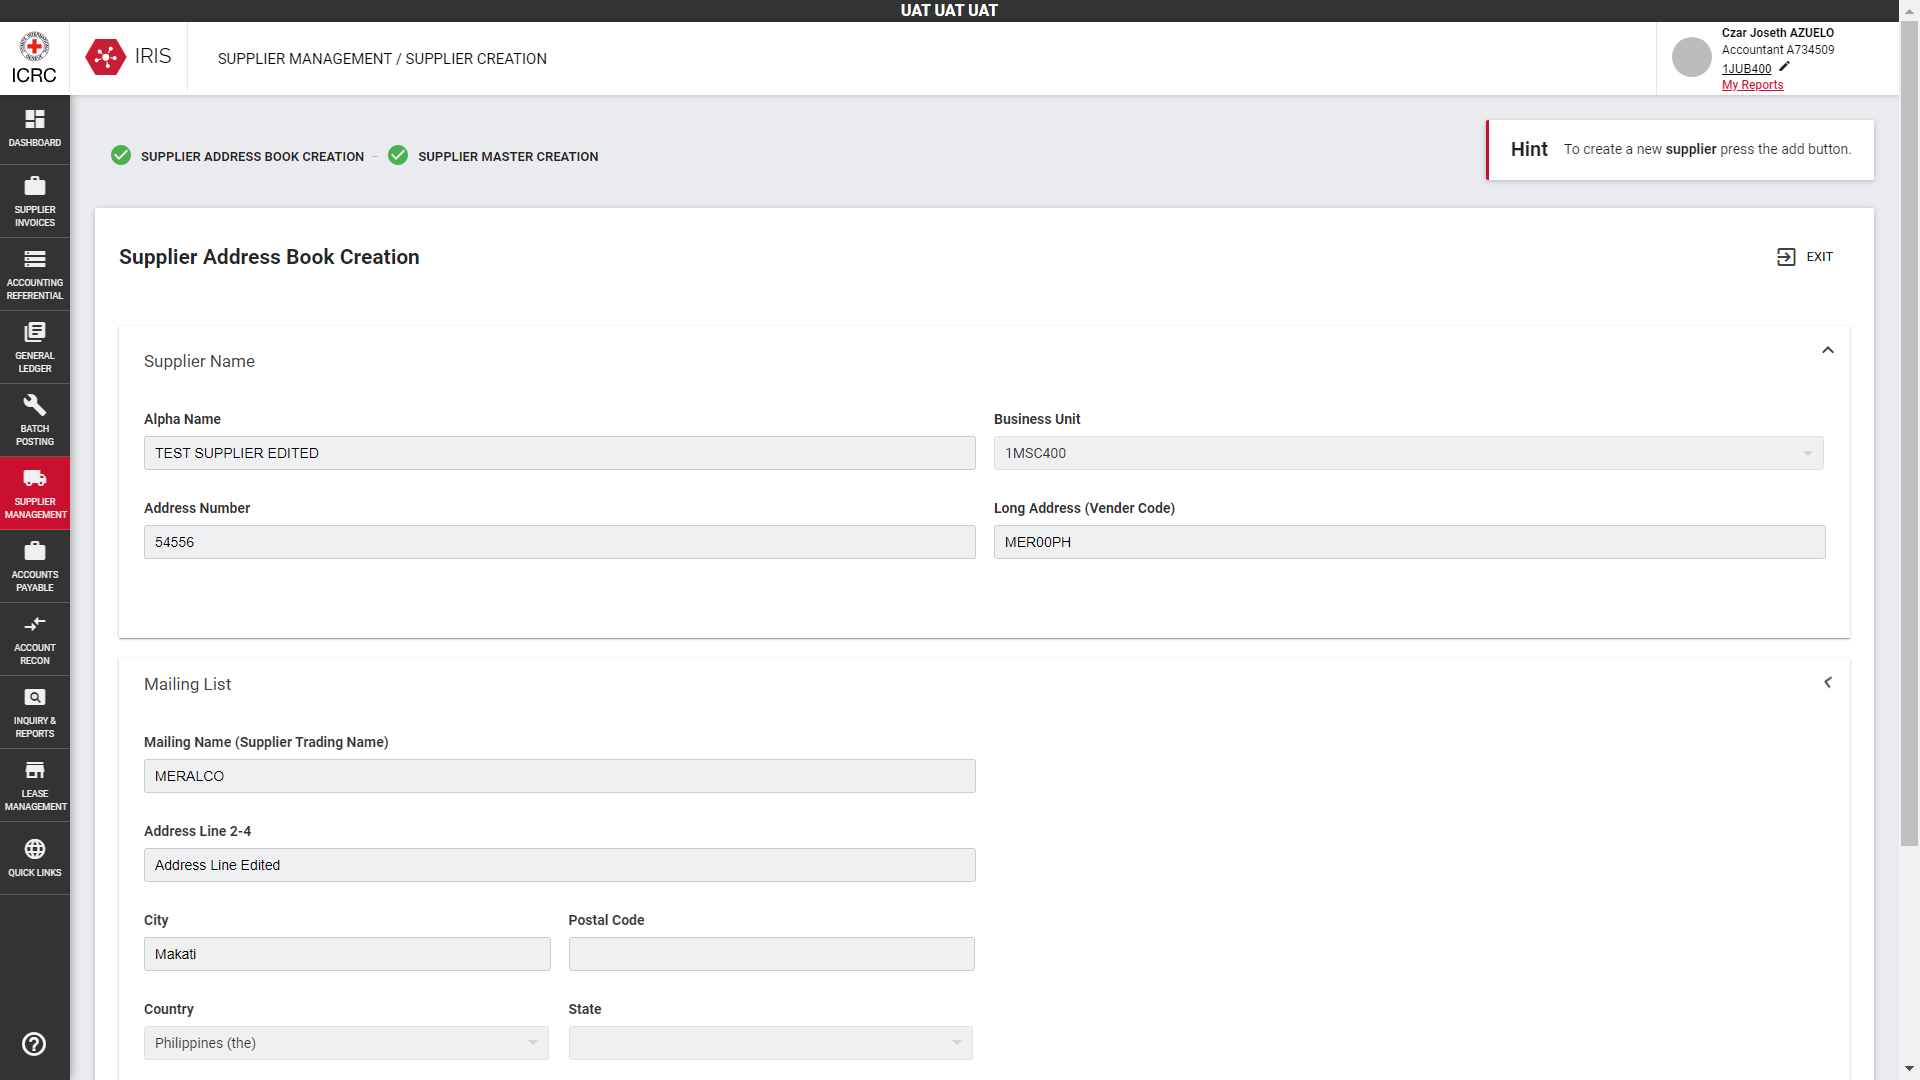 UAT UAT UAT
ICRC
IRIS
SUPPLIER MANAGEMENT / SUPPLIER CREATION
Czar Joseth AZUELO
Accountant A734509
1JUB400
My Reports
DASHBOARD
SUPPLIER
INVOICES
ACCOUNTING
REFERENTIAL
GENERAL
LEDGER
BATCH
POSTING
SUPPLIER
MANAGEMENT
ACCOUNTS
PAYABLE
ACCOUNT
RECON
INQUIRY &
REPORTS
LEASE
MANAGEMENT
QUICK LINKS
SUPPLIER ADDRESS BOOK CREATION – SUPPLIER MASTER CREATION
Hint To create a new supplier press the add button.
Supplier Address Book Creation
EXIT
Supplier Name
Alpha Name
TEST SUPPLIER EDITED
Business Unit
1MSC400
Address Number
54556
Long Address (Vender Code)
MER00PH
Mailing List
Mailing Name (Supplier Trading Name)
MERALCO
Address Line 2-4
Address Line Edited
City
Makati
Postal Code
Country
Philippines (the)
State